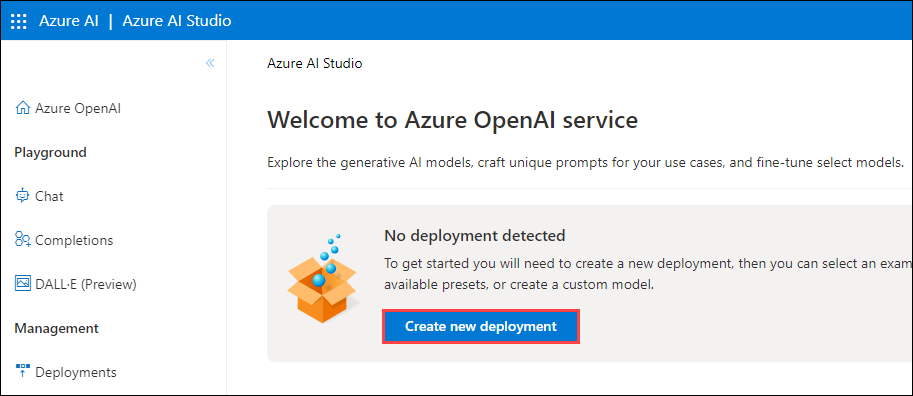 Azure AI | Azure AI Studio
Azure OpenAI
Playground
Chat
Completions
DALL·E (Preview)
Management
Deployments
Azure AI Studio
Welcome to Azure OpenAI service
Explore the generative AI models, craft unique prompts for your use cases, and fine-tune select models.
No deployment detected
To get started you will need to create a new deployment, then you can select an exam
available presets, or create a custom model.
Create new deployment